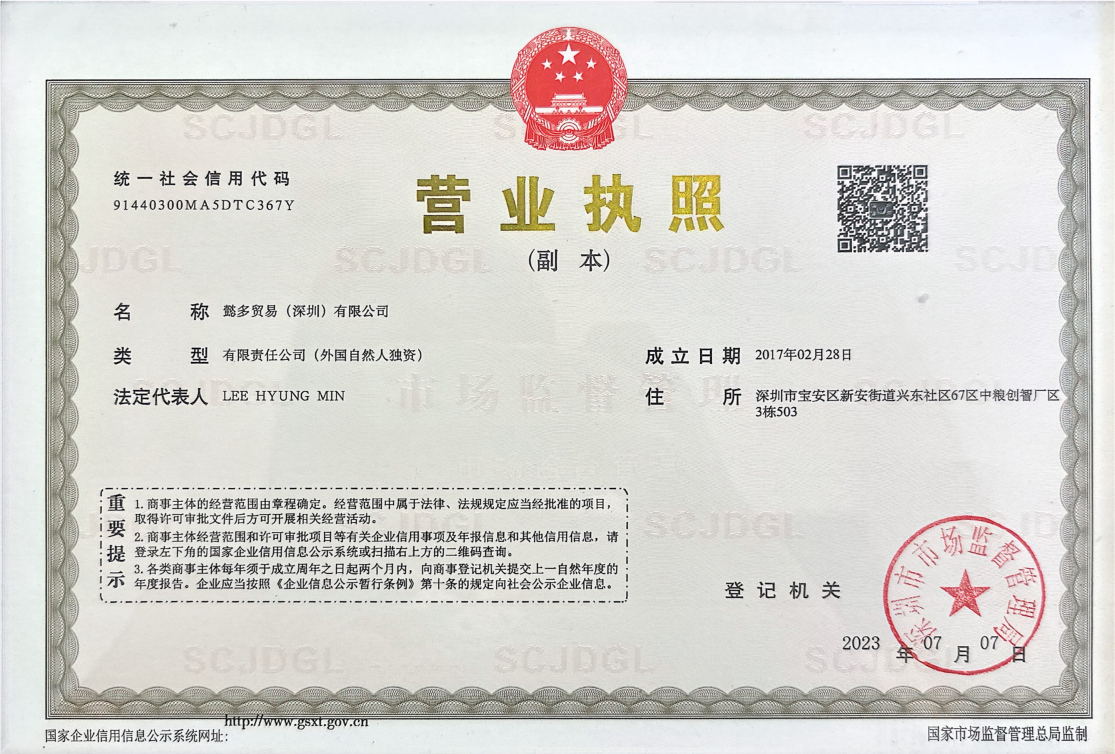 统一社会信用代码
91440300MA5DTC367Y
营业执照
(副 本)
名 称 懿多贸易（深圳）有限公司
类 型 有限责任公司（外国自然人独资）
法定代表人 LEE HYUNG MIN
成立日期 2017年02月28日
住 所 深圳市宝安区新安街道兴东社区67区中粮创智厂区
3栋503
重要提示
1. 商事主体的经营范围由章程确定。经营范围中属于法律、法规规定应当经批准的项目，
取得许可审批文件后方可开展相关经营活动。
2. 商事主体经营范围和许可审批项目等有关企业信用事项及年报信息和其他信用信息，请
登录左下角的国家企业信用信息公示系统或扫描右上方的二维码查询。
3. 各类商事主体每年须于成立周年之日起两个月内，向商事登记机关提交上一自然年度的
年度报告。企业应当按照《企业信息公示暂行条例》第十条的规定向社会公示企业信息。
登记机关
深圳市市场监督管理局
2023 年 07 月 07 日
http://www.gsxt.gov.cn
国家企业信用信息公示系统网址:
国家市场监督管理总局监制
SCJDGL
市场监督管理